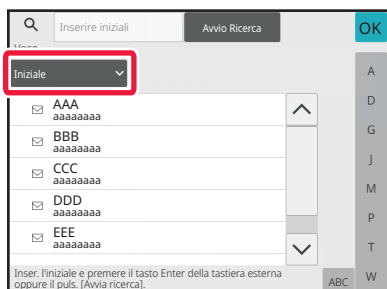 Inserire iniziali
Avvio Ricerca
OK
Voce
Iniziale
AAA
aaaaaaaa
BBB
aaaaaaaa
CCC
aaaaaaaa
DDD
aaaaaaaa
EEE
aaaaaaaa
A
D
G
J
M
P
T
W
Inser. l'iniziale e premere il tasto Enter della tastiera esterna
oppure il puls. [Avvia ricerca].
ABC